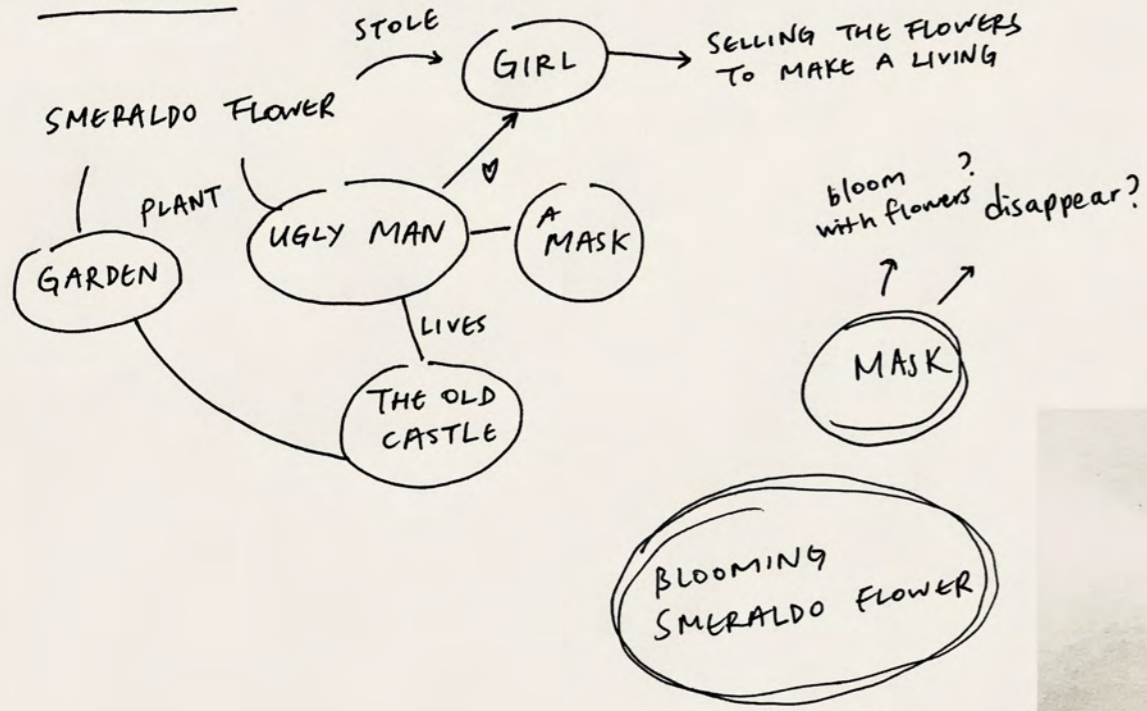 STOLE
GIRL
SELLING THE FLOWERS
TO MAKE A LIVING
SMERALDO FLOWER
PLANT
GARDEN
UGLY MAN
A
MASK
LIVES
THE OLD
CASTLE
bloom ?
with flowers
disappear?
MASK
BLOOMING
SMERALDO FLOWER